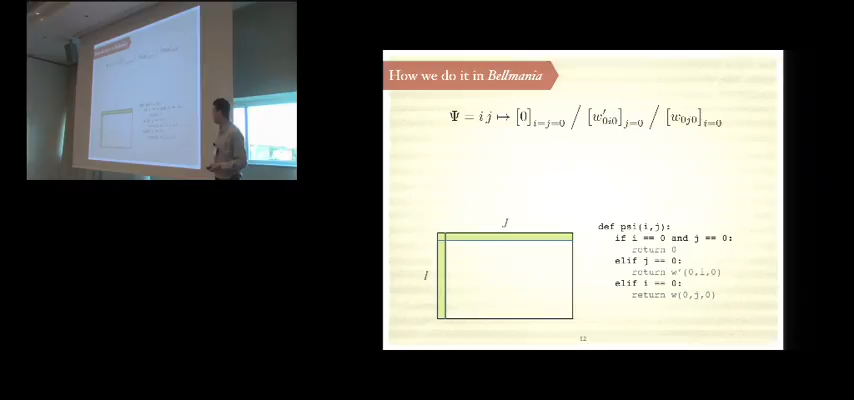 How we do it in Bellmania
Ψ = i j ↦ [0]_{i=j=0} / [w′_{0i0}]_{j=0} / [w_{0j0}]_{i=0}
J
I
def psi(i,j):
if i == 0 and j == 0:
return 0
elif j == 0:
return w'(0,i,0)
elif i == 0:
return w(0,j,0)
12